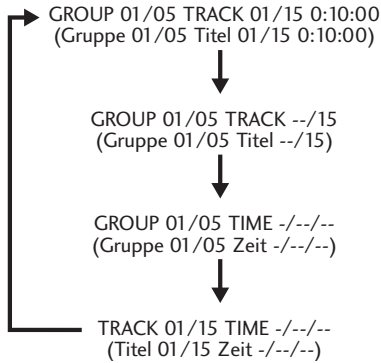 GROUP 01/05 TRACK 01/15 0:10:00
(Gruppe 01/05 Titel 01/15 0:10:00)
GROUP 01/05 TRACK --/15
(Gruppe 01/05 Titel --/15)
GROUP 01/05 TIME -/--/--
(Gruppe 01/05 Zeit -/--/--)
TRACK 01/15 TIME -/--/--
(Titel 01/15 Zeit -/--/--)